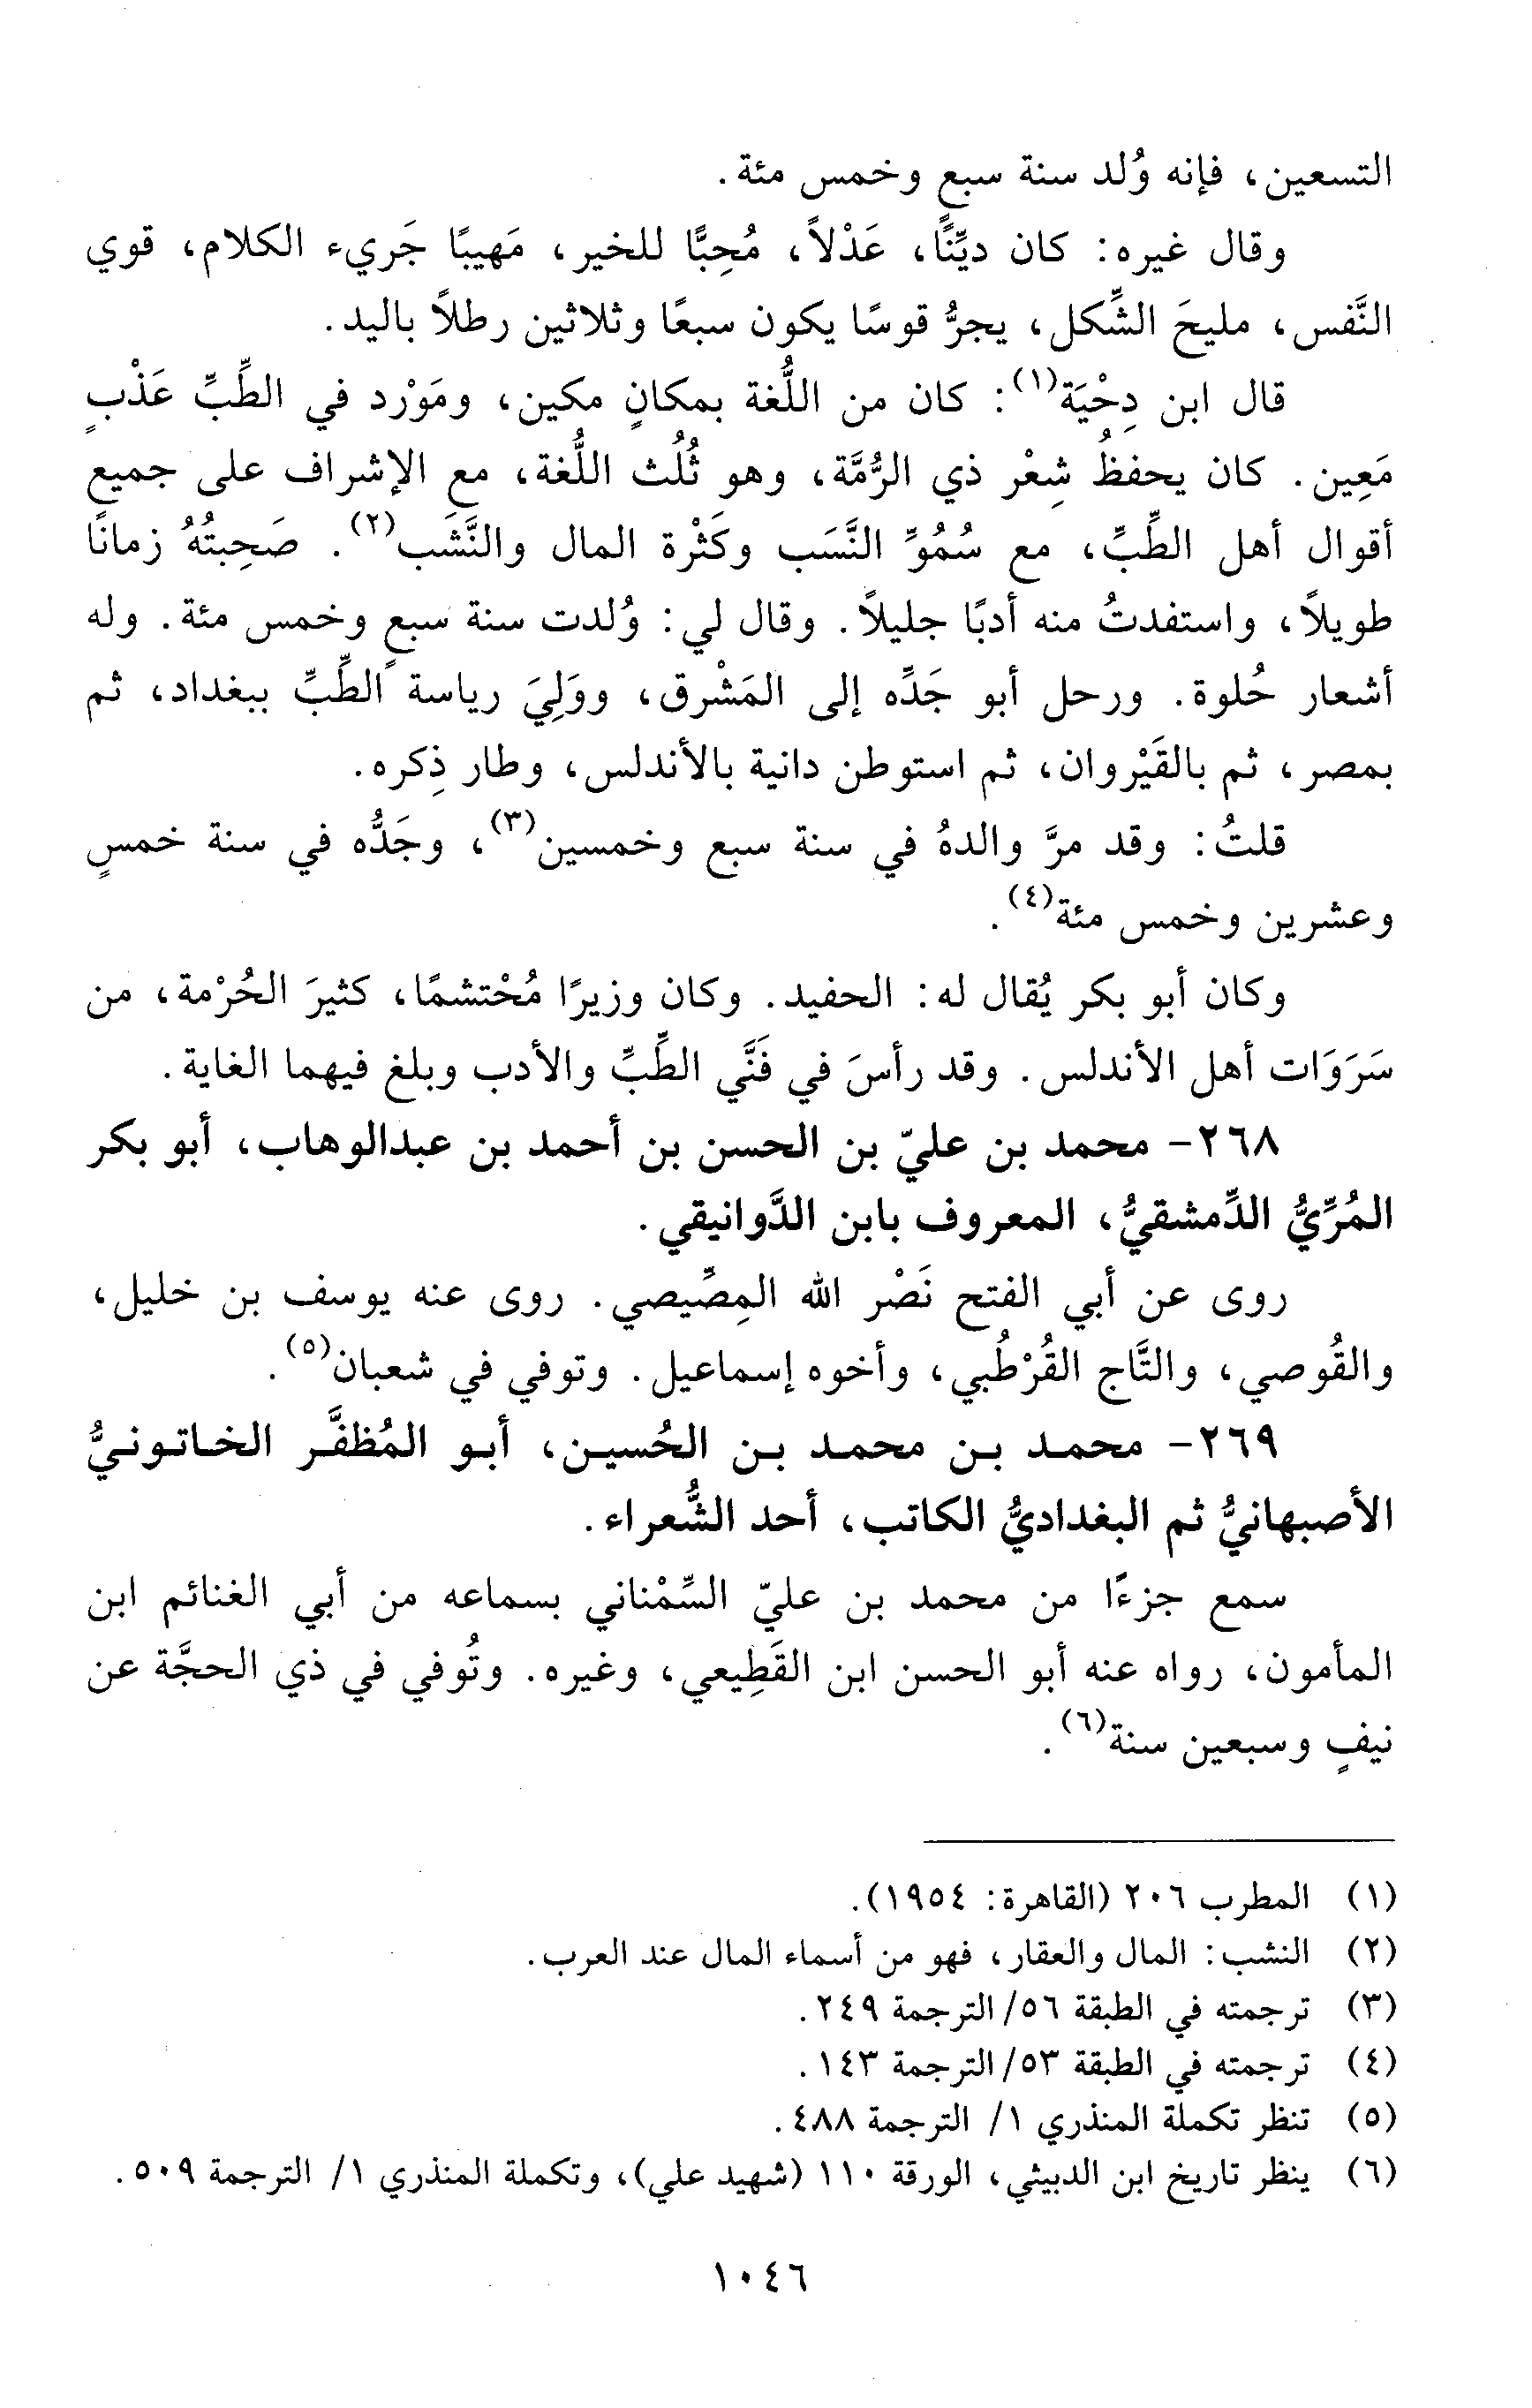 التسعين، فإنه وُلد سنة سبع وخمس مئة.
وقال غيره: كان ديِّنًا، عَدْلاً، مُحِبًّا للخير، مَهيبًا جَريء الكلام، قوي
النَّفس، مليحَ الشِّكل، يجرُّ قوسًا يكون سبعًا وثلاثين رطلاً باليد.
قال ابن دِحْيَة(١): كان من اللُّغة بمكانٍ مكين، ومَوْرد في الطِّبِّ عَذْبٍ
مَعِين. كان يحفظُ شِعْر ذي الرُّمَّة، وهو ثُلُث اللُّغة، مع الإشراف على جميع
أقوال أهل الطِّبِّ، مع سُمُوِّ النَّسَب وكَثْرة المال والنَّشَب(٢). صَحِبتُهُ زمانًا
طويلاً، واستفدتُ منه أدبًا جليلاً. وقال لي: وُلدت سنة سبعٍ وخمس مئة. وله
أشعار حُلوة. ورحل أبو جَدِّه إلى المَشْرق، ووَلِيَ رياسة الطِّبِّ ببغداد، ثم
بمصر، ثم بالقَيْروان، ثم استوطن دانية بالأندلس، وطار ذِكره.
قلتُ: وقد مرَّ والدهُ في سنة سبع وخمسين(٣)، وجَدُّه في سنة خمسٍ
وعشرين وخمس مئة(٤).
وكان أبو بكر يُقال له: الحفيد. وكان وزيرًا مُحْتشمًا، كثيرَ الحُرْمة، من
سَرَوَات أهل الأندلس. وقد رأسَ في فَنَّي الطِّبِّ والأدب وبلغ فيهما الغاية.
٢٦٨- محمد بن عليّ بن الحسن بن أحمد بن عبدالوهاب، أبو بكر
المُرِّيُّ الدِّمشقيُّ، المعروف بابن الدَّوانيقي.
روى عن أبي الفتح نَصْر الله المِصِّيصي. روى عنه يوسف بن خليل،
والقُوصي، والتَّاج القُرْطُبي، وأخوه إسماعيل. وتوفي في شعبان(٥).
٢٦٩- محمد بن محمد بن الحُسين، أبو المُظفَّر الخاتونيُّ
الأصبهانيُّ ثم البغداديُّ الكاتب، أحد الشُّعراء.
سمع جزءًا من محمد بن عليّ السِّمْناني بسماعه من أبي الغنائم ابن
المأمون، رواه عنه أبو الحسن ابن القَطِيعي، وغيره. وتُوفي في ذي الحجَّة عن
نيفٍ وسبعين سنة(٦).
(١) المطرب ٢٠٦ (القاهرة: ١٩٥٤).
(٢) النشب: المال والعقار، فهو من أسماء المال عند العرب.
(٣) ترجمته في الطبقة ٥٦/ الترجمة ٢٤٩.
(٤) ترجمته في الطبقة ٥٣/ الترجمة ١٤٣.
(٥) تنظر تكملة المنذري ١/ الترجمة ٤٨٨.
(٦) ينظر تاريخ ابن الدبيثي، الورقة ١١٠ (شهيد علي)، وتكملة المنذري ١/ الترجمة ٥٠٩.
١٠٤٦